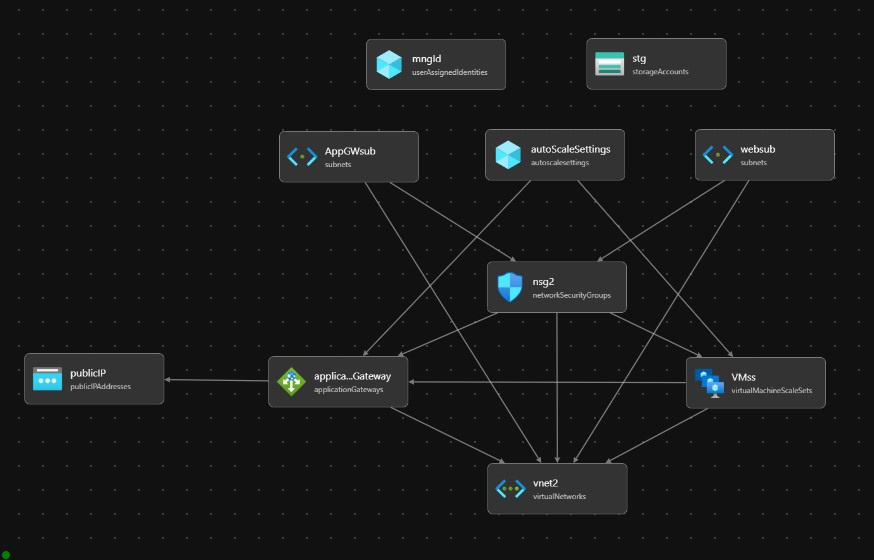 mngId
userAssignedIdentities
stg
storageAccounts
AppGWsub
subnets
autoScaleSettings
autoscalesettings
websub
subnets
nsg2
networkSecurityGroups
publicIP
publicIPAddresses
applica...Gateway
applicationGateways
VMss
virtualMachineScaleSets
vnet2
virtualNetworks